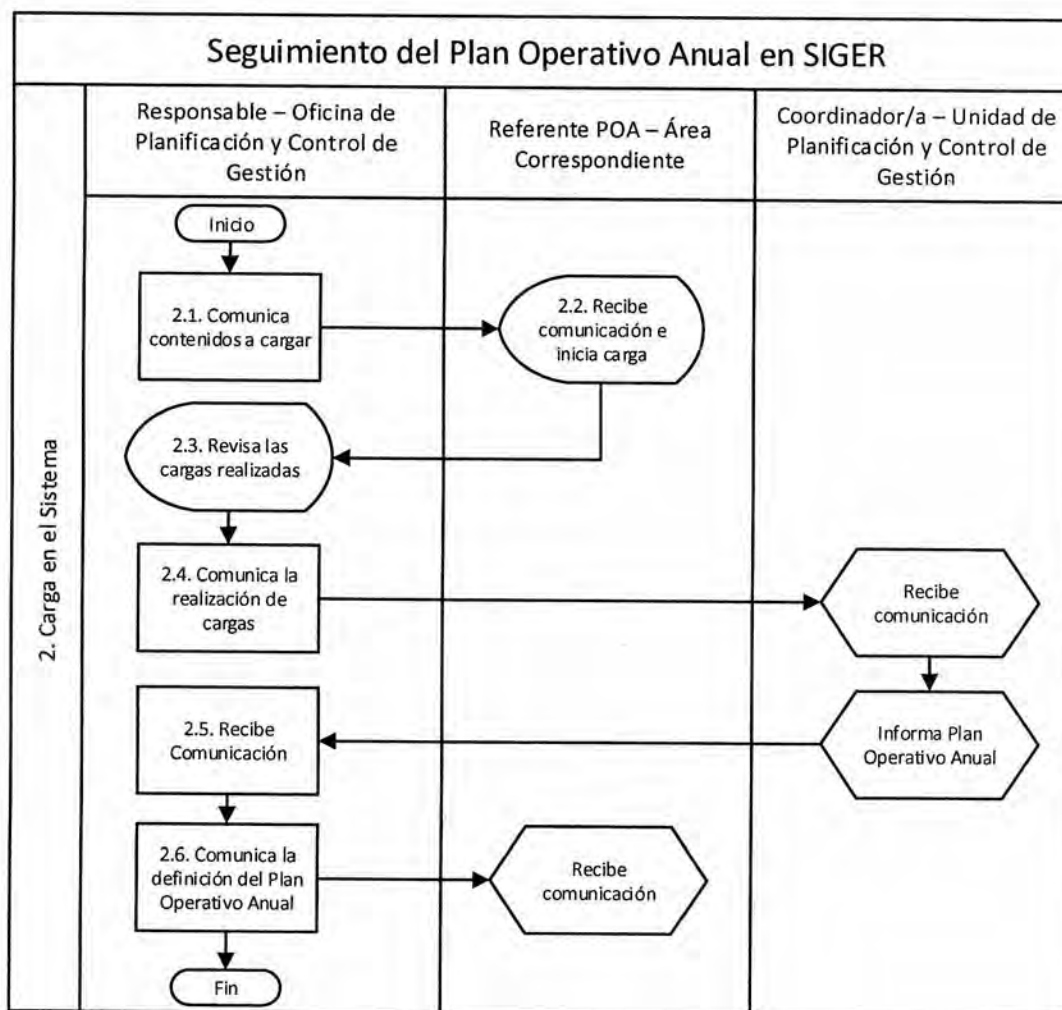 Seguimiento del Plan Operativo Anual en SIGER
Responsable – Oficina de
Planificación y Control de
Gestión
Referente POA – Área
Correspondiente
Coordinador/a – Unidad de
Planificación y Control de
Gestión
2. Carga en el Sistema
Inicio
2.1. Comunica
contenidos a cargar
2.2. Recibe
comunicación e
inicia carga
2.3. Revisa las
cargas realizadas
2.4. Comunica la
realización de
cargas
Recibe
comunicación
2.5. Recibe
Comunicación
Informa Plan
Operativo Anual
2.6. Comunica la
definición del Plan
Operativo Anual
Recibe
comunicación
Fin